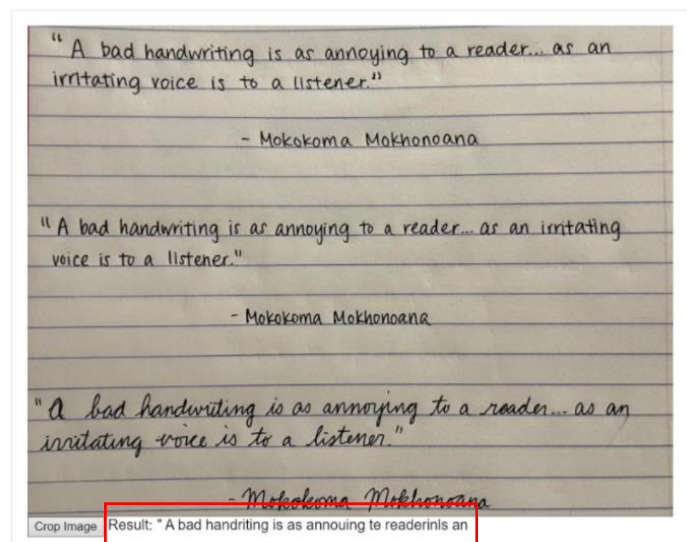 "A bad handwriting is as annoying to a reader... as an
irritating voice is to a listener."
- Mokokoma Mokhonoana
"A bad handwriting is as annoying to a reader... as an irritating
voice is to a listener."
- Mokokoma Mokhonoana
"A bad handwriting is as annoying to a reader... as an
irritating voice is to a listener."
- Mokokoma Mokhonoana
Crop Image Result: " A bad handriting is as annouing te readerinls an